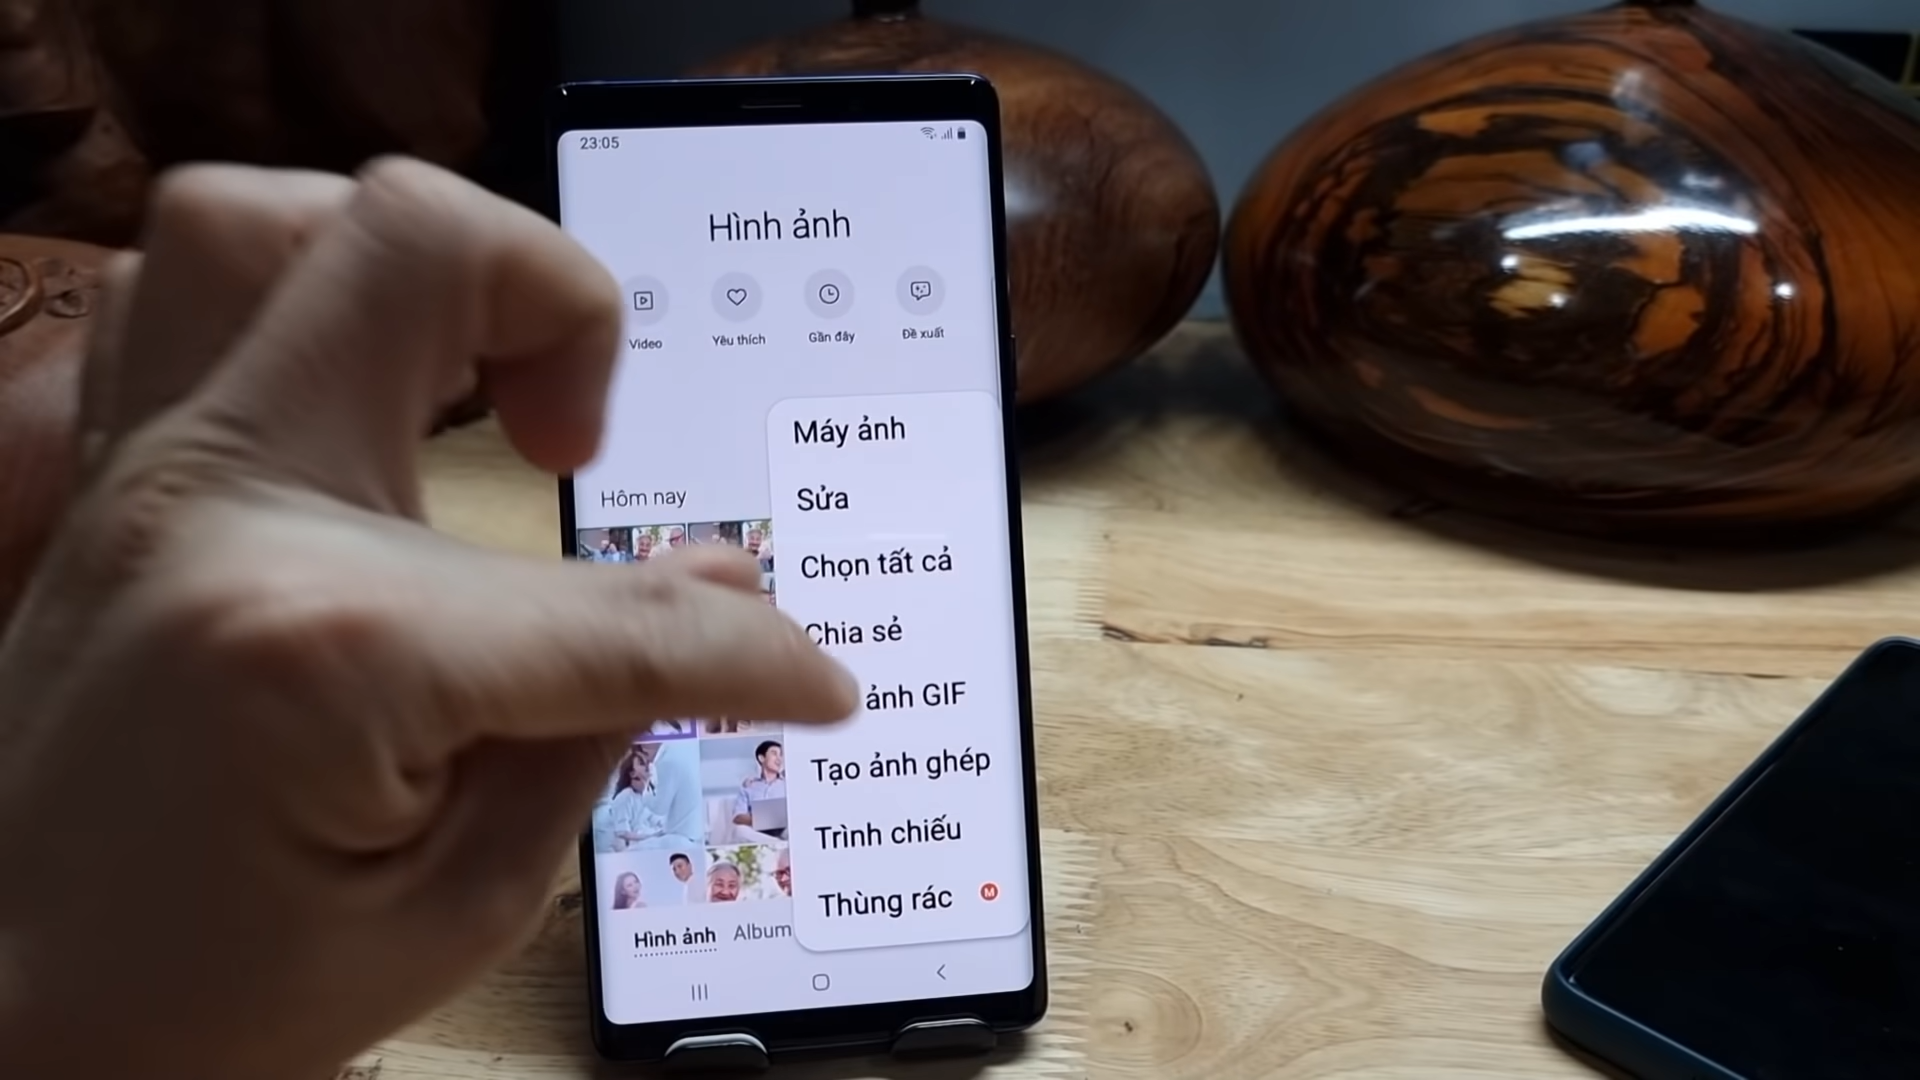 23:05
Hình ảnh
Video
Yêu thích
Gần đây
Đề xuất
Hôm nay
Máy ảnh
Sửa
Chọn tất cả
Chia sẻ
ảnh GIF
Tạo ảnh ghép
Trình chiếu
Thùng rác M
Hình ảnh Album